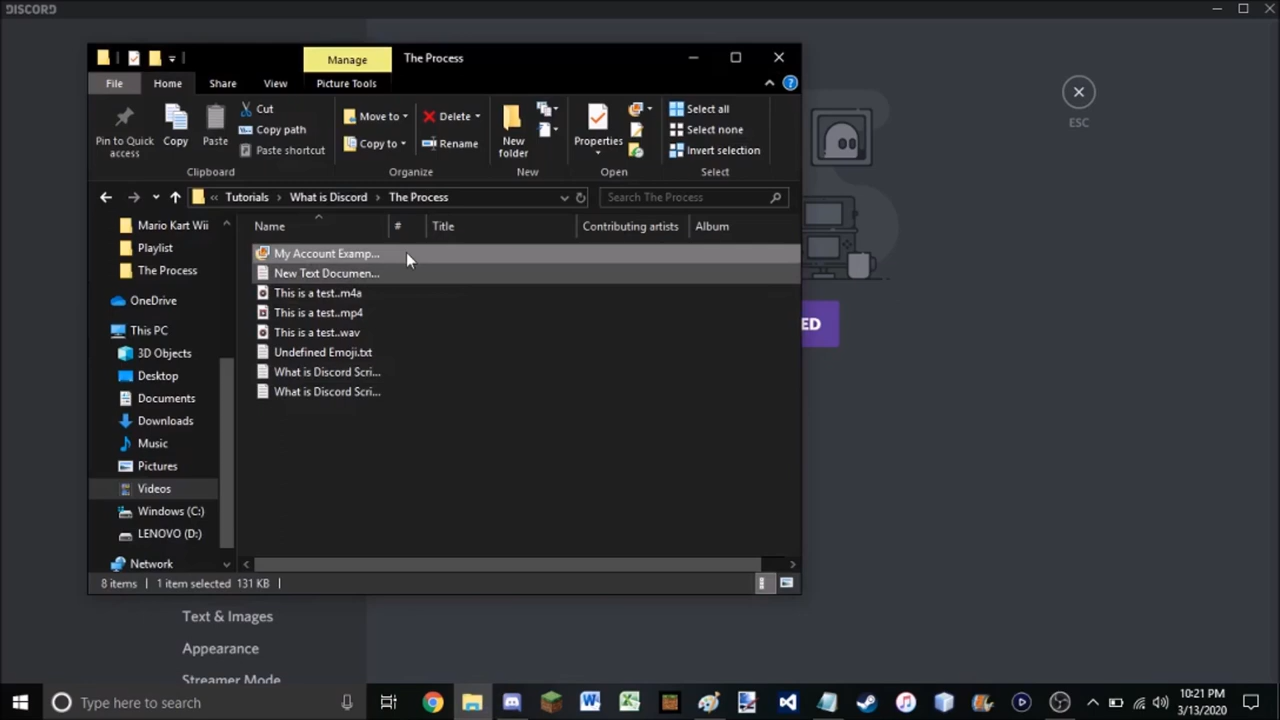 DISCORD
Manage
The Process
File
Home
Share
View
Picture Tools
Pin to Quick access
Copy
Paste
Cut
Copy path
Paste shortcut
Clipboard
Move to
Copy to
Delete
Rename
Organize
New folder
New
Properties
Open
Select all
Select none
Invert selection
Select
ESC
« Tutorials > What is Discord > The Process
Search The Process
Name
#
Title
Contributing artists
Album
Mario Kart Wii
Playlist
The Process
OneDrive
This PC
3D Objects
Desktop
Documents
Downloads
Music
Pictures
Videos
Windows (C:)
LENOVO (D:)
Network
My Account Examp...
New Text Documen...
This is a test..m4a
This is a test..mp4
This is a test..wav
Undefined Emoji.txt
What is Discord Scri...
What is Discord Scri...
ED
8 items
1 item selected 131 KB
Text & Images
Appearance
Streamer Mode
Type here to search
10:21 PM
3/13/2020